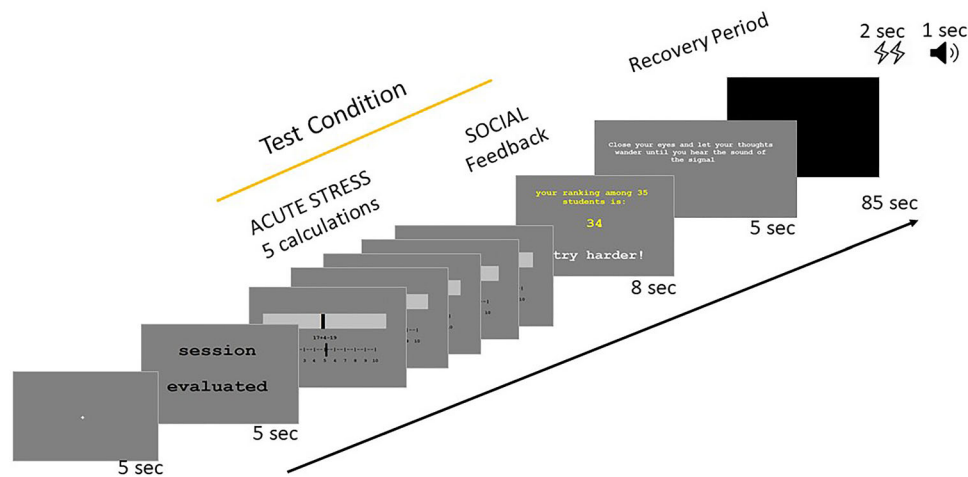 2 sec 1 sec
Recovery Period
Test Condition
SOCIAL
Feedback
ACUTE STRESS
5 calculations
Close your eyes and let your thoughts
wander until you hear the sound of
the signal
85 sec
5 sec
your ranking among 35
students is:
34
try harder!
8 sec
17+4-19
3 4 5 6 7 8 9 10
10
10
10
10
session
evaluated
5 sec
5 sec